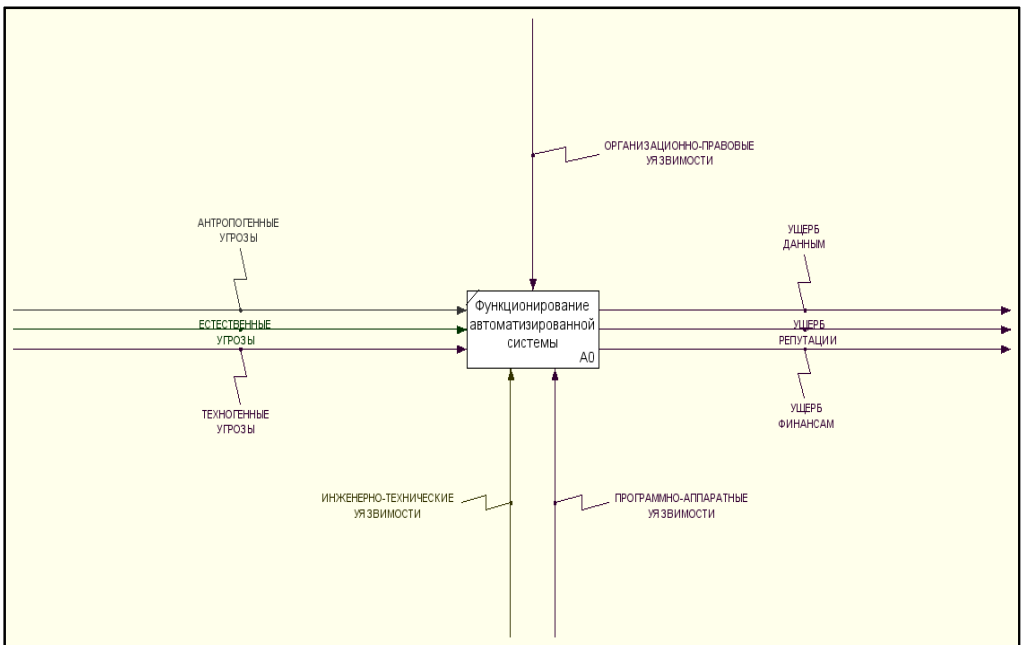 ОРГАНИЗАЦИОННО-ПРАВОВЫЕ
УЯЗВИМОСТИ
АНТРОПОГЕННЫЕ
УГРОЗЫ
УЩЕРБ
ДАННЫМ
Функционирование
автоматизированной
системы
A0
ЕСТЕСТВЕННЫЕ
УГРОЗЫ
УЩЕРБ
РЕПУТАЦИИ
ТЕХНОГЕННЫЕ
УГРОЗЫ
УЩЕРБ
ФИНАНСАМ
ИНЖЕНЕРНО-ТЕХНИЧЕСКИЕ
УЯЗВИМОСТИ
ПРОГРАММНО-АППАРАТНЫЕ
УЯЗВИМОСТИ